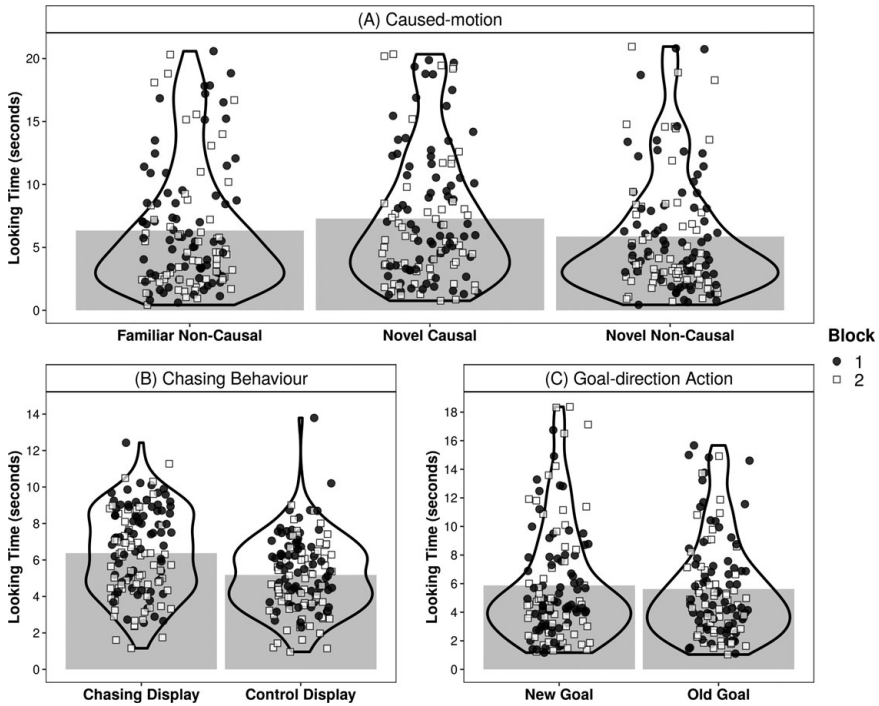 (A) Caused-motion
Looking Time (seconds)
20
15
10
5
0
Familiar Non-Causal
Novel Causal
Novel Non-Causal
Block
1
2
(B) Chasing Behaviour
Looking Time (seconds)
14
12
10
8
6
4
2
0
Chasing Display
Control Display
(C) Goal-direction Action
Looking Time (seconds)
18
16
14
12
10
8
6
4
2
0
New Goal
Old Goal